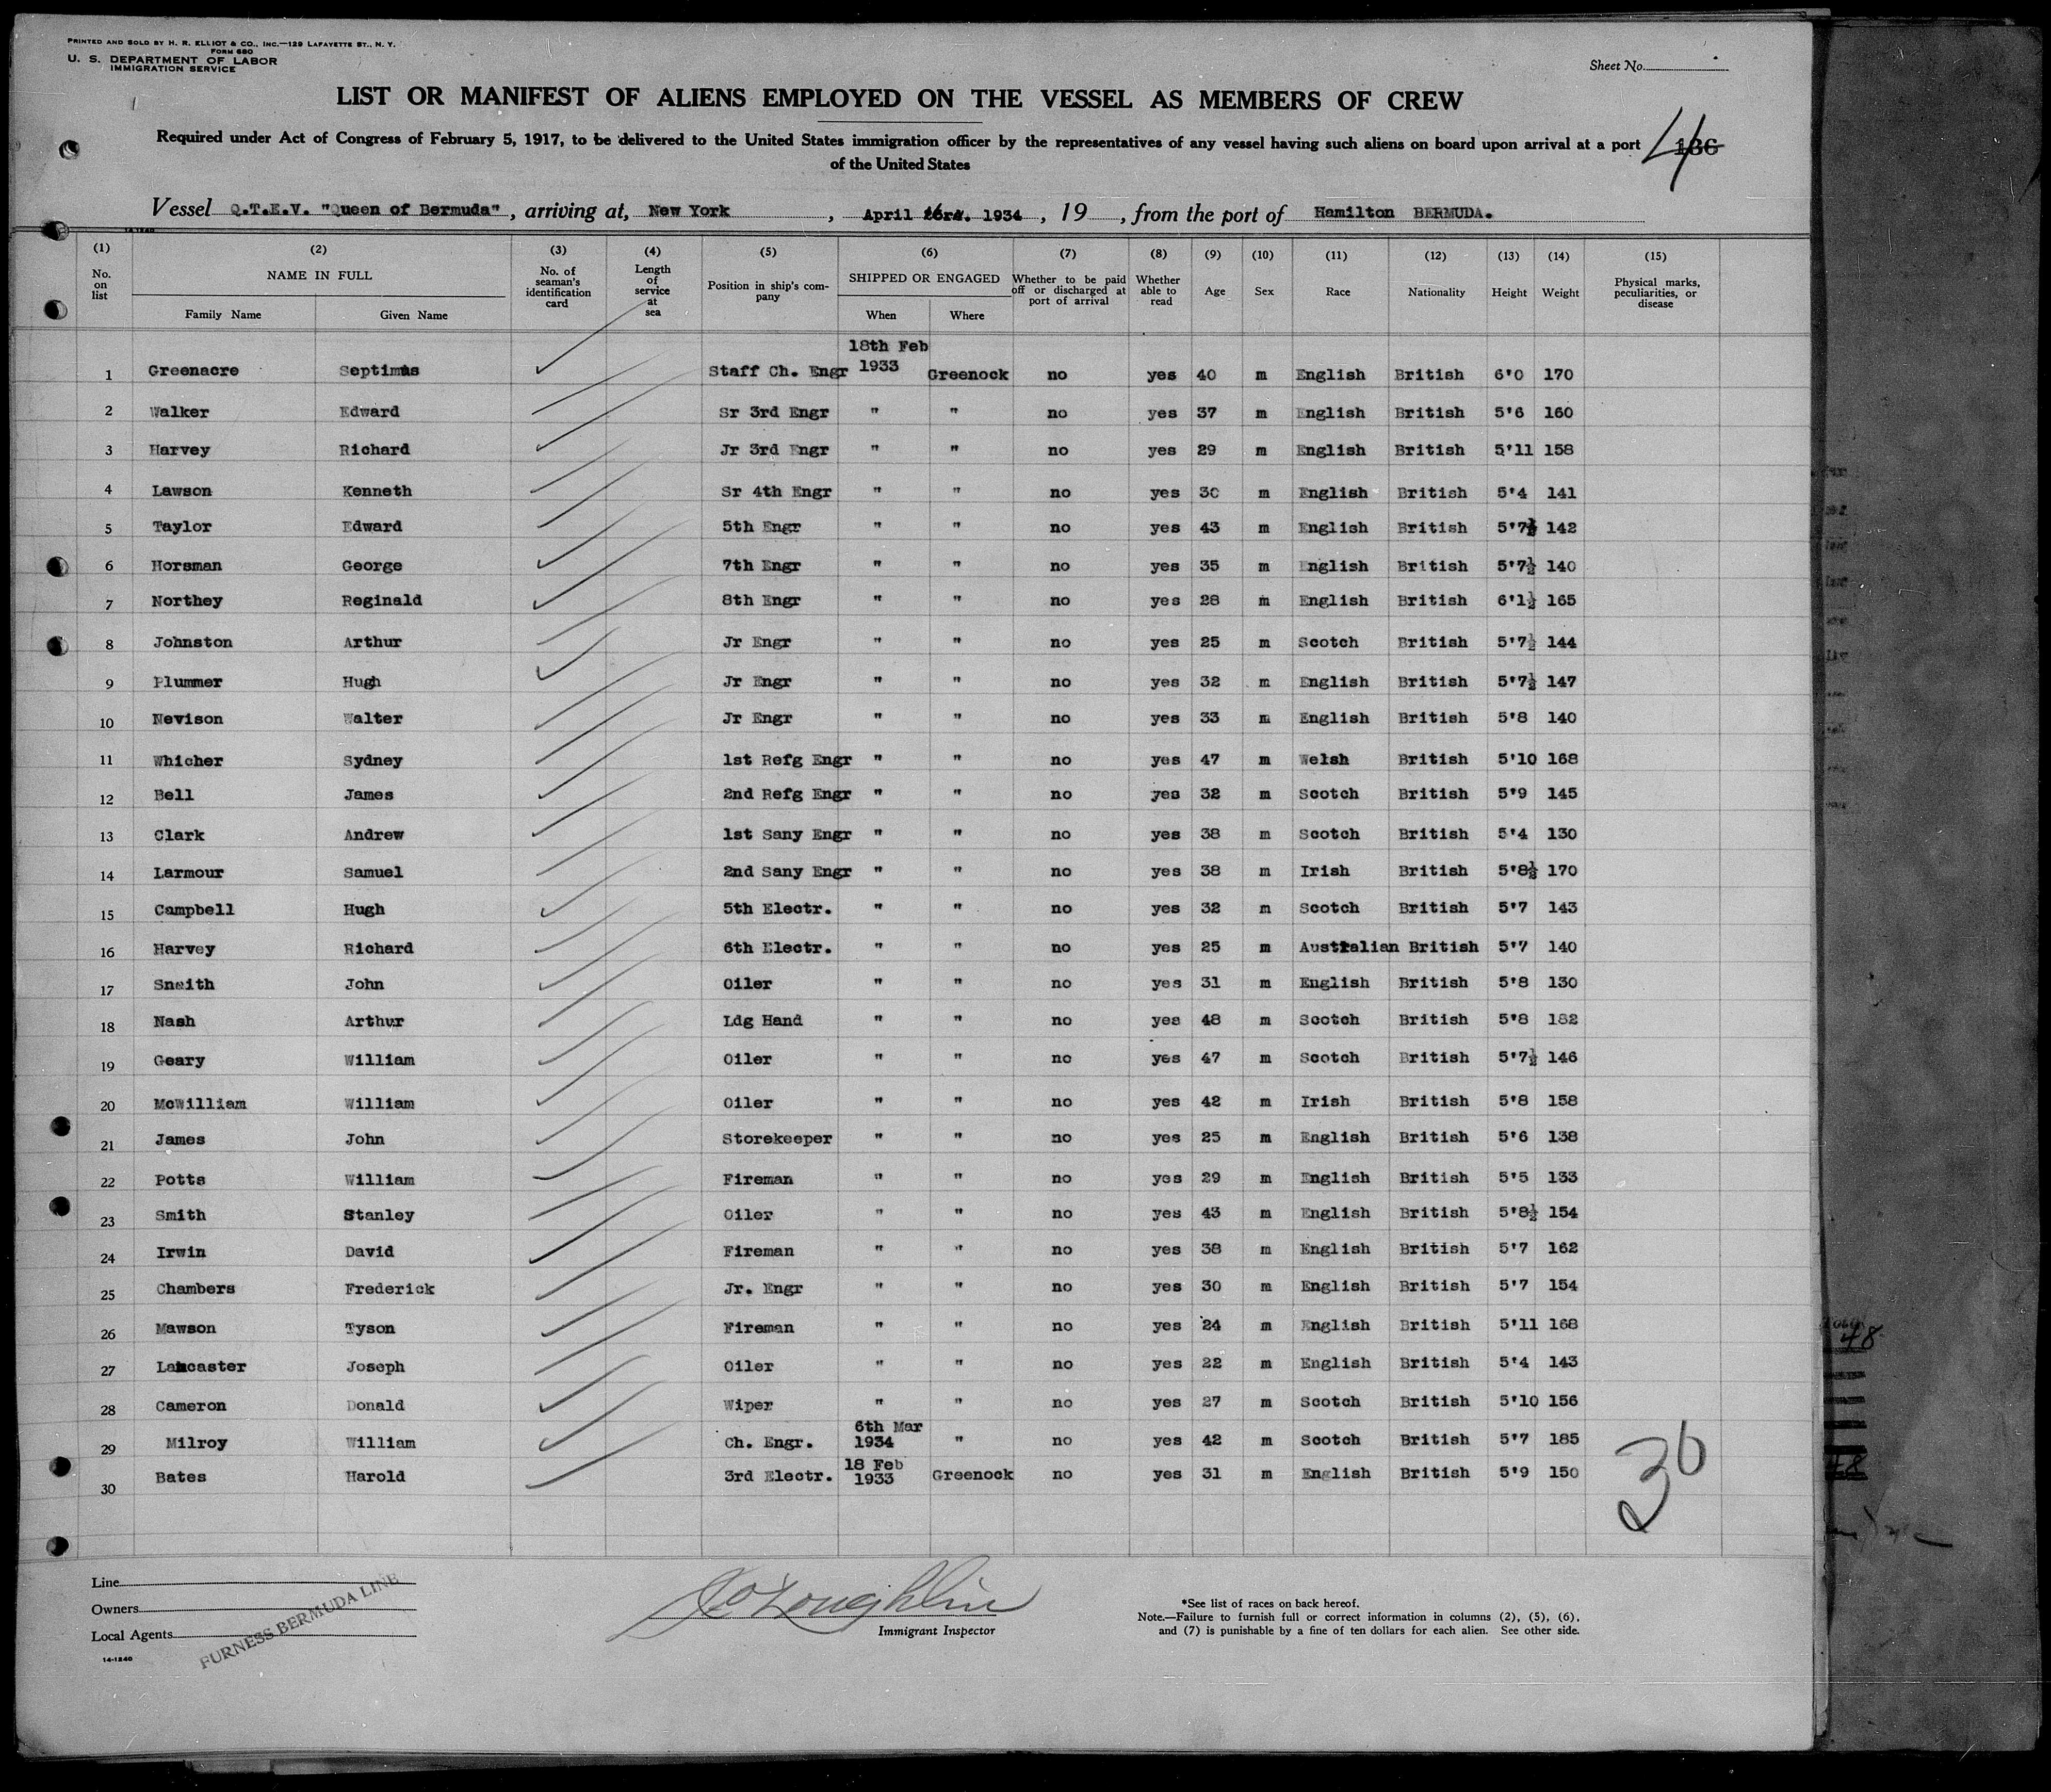 PRINTED AND SOLD BY H. R. ELLIOT & CO., INC.—129 LAFAYETTE ST., N. Y.
FORM 680
U. S. DEPARTMENT OF LABOR
IMMIGRATION SERVICE
Sheet No.
LIST OR MANIFEST OF ALIENS EMPLOYED ON THE VESSEL AS MEMBERS OF CREW
Required under Act of Congress of February 5, 1917, to be delivered to the United States immigration officer by the representatives of any vessel having such aliens on board upon arrival at a port
of the United States
4 136
Vessel Q.T.E.V. "Queen of Bermuda", arriving at, New York, April 1934, 19, from the port of Hamilton BERMUDA.
14-1240
(1) (2) (3) (4) (5) (6) (7) (8) (9) (10) (11) (12) (13) (14) (15)
No. on list NAME IN FULL Family Name Given Name No. of seaman's identification card Length of service at sea Position in ship's company SHIPPED OR ENGAGED When Where Whether to be paid off or discharged at port of arrival Whether able to read Age Sex Race Nationality Height Weight Physical marks, peculiarities, or disease
1 Greenacre Septimus Staff Ch. Engr 18th Feb 1933 Greenock no yes 40 m English British 6'0 170
2 Walker Edward Sr 3rd Engr " " no yes 37 m English British 5'6 160
3 Harvey Richard Jr 3rd Engr " " no yes 29 m English British 5'11 158
4 Lawson Kenneth Sr 4th Engr " " no yes 30 m English British 5'4 141
5 Taylor Edward 5th Engr " " no yes 43 m English British 5'7½ 142
6 Horsman George 7th Engr " " no yes 35 m English British 5'7½ 140
7 Northey Reginald 8th Engr " " no yes 28 m English British 6'1½ 165
8 Johnston Arthur Jr Engr " " no yes 25 m Scotch British 5'7½ 144
9 Plummer Hugh Jr Engr " " no yes 32 m English British 5'7½ 147
10 Nevison Walter Jr Engr " " no yes 33 m English British 5'8 140
11 Whicher Sydney 1st Refg Engr " " no yes 47 m Welsh British 5'10 168
12 Bell James 2nd Refg Engr " " no yes 32 m Scotch British 5'9 145
13 Clark Andrew 1st Sany Engr " " no yes 38 m Scotch British 5'4 130
14 Larmour Samuel 2nd Sany Engr " " no yes 38 m Irish British 5'8½ 170
15 Campbell Hugh 5th Electr. " " no yes 32 m Scotch British 5'7 143
16 Harvey Richard 6th Electr. " " no yes 25 m Australian British 5'7 140
17 Sneith John Oiler " " no yes 31 m English British 5'8 130
18 Nash Arthur Ldg Hand " " no yes 48 m Scotch British 5'8 182
19 Geary William Oiler " " no yes 47 m Scotch British 5'7½ 146
20 McWilliam William Oiler " " no yes 42 m Irish British 5'8 158
21 James John Storekeeper " " no yes 25 m English British 5'6 138
22 Potts William Fireman " " no yes 29 m English British 5'5 133
23 Smith Stanley Oiler " " no yes 43 m English British 5'8½ 154
24 Irwin David Fireman " " no yes 38 m English British 5'7 162
25 Chambers Frederick Jr. Engr " " no yes 30 m English British 5'7 154
26 Mawson Tyson Fireman " " no yes 24 m English British 5'11 168
27 Lancaster Joseph Oiler " " no yes 22 m English British 5'4 143
28 Cameron Donald Wiper " " no yes 27 m Scotch British 5'10 156
29 Milroy William Ch. Engr. 6th Mar 1934 " no yes 42 m Scotch British 5'7 185
30 Bates Harold 3rd Electr. 18 Feb 1933 Greenock no yes 31 m English British 5'9 150
30
48
48
Line
Owners
Local Agents
FURNESS BERMUDA LINE
14-1240
Immigrant Inspector
*See list of races on back hereof.
Note.—Failure to furnish full or correct information in columns (2), (5), (6),
and (7) is punishable by a fine of ten dollars for each alien. See other side.